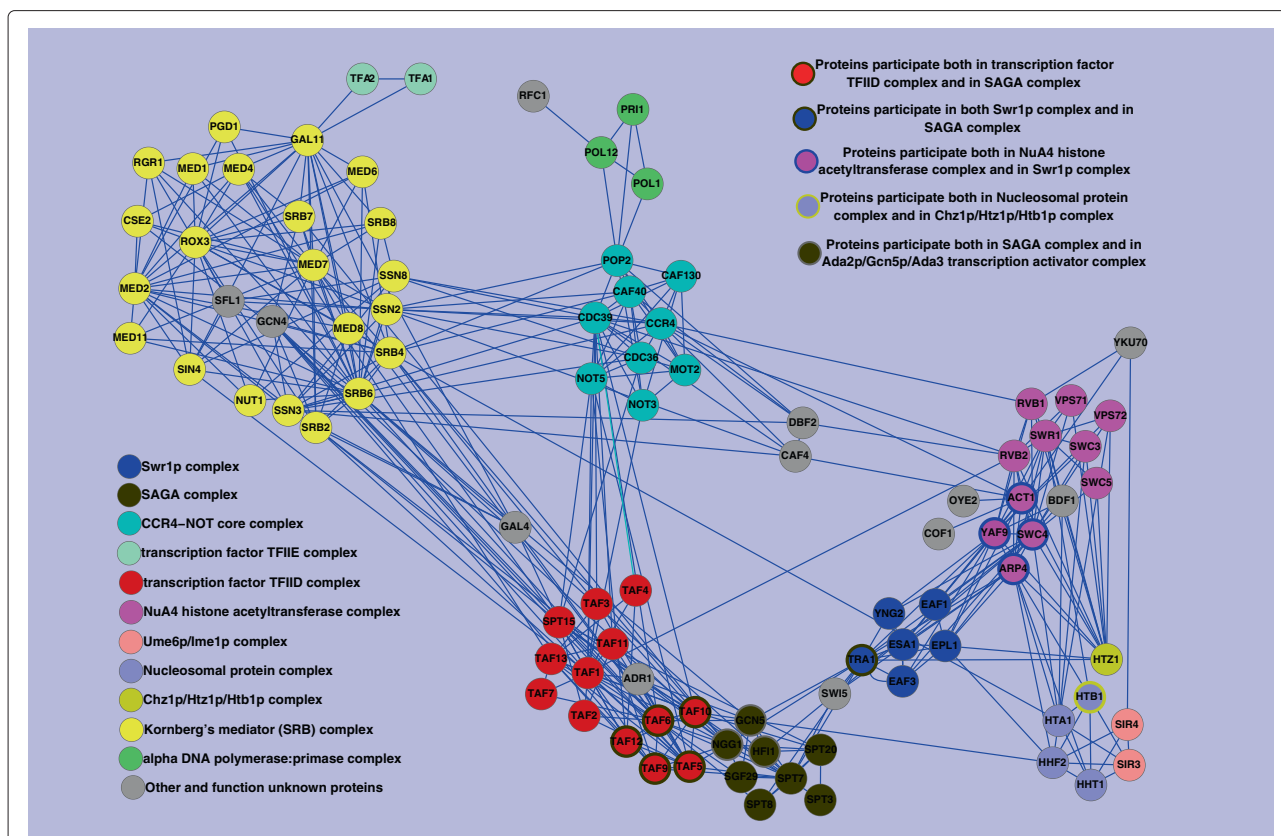 TFA2
TFA1
RFC1
PRI1
PGD1
GAL11
POL12
RGR1
MED1
MED4
MED6
POL1
CSE2
SRB7
SRB8
ROX3
MED7
POP2
CAF130
MED2
SSN8
CAF40
SFL1
SSN2
CDC39
CCR4
GCN4
MED8
MED11
SRB4
CDC36
MOT2
SIN4
NOT5
NUT1
SSN3
SRB6
NOT3
SRB2
DBF2
CAF4
YKU70
RVB1
VPS71
VPS72
SWR1
SWC3
RVB2
SWC5
OYE2
ACT1
BDF1
COF1
YAF9
SWC4
ARP4
GAL4
TAF4
TAF3
SPT15
TAF11
TAF13
TAF1
ADR1
TAF7
TAF2
TAF6
TAF10
TAF12
TAF9
TAF5
YNG2
EAF1
ESA1
EPL1
TRA1
EAF3
SWI5
HTZ1
HTB1
HTA1
SIR4
HHF2
SIR3
HHT1
GCN5
NGG1
HFI1
SPT20
SGF29
SPT7
SPT8
SPT3
Proteins participate both in transcription factor
TFIID complex and in SAGA complex
Proteins participate in both Swr1p complex and in
SAGA complex
Proteins participate both in NuA4 histone
acetyltransferase complex and in Swr1p complex
Proteins participate both in Nucleosomal protein
complex and in Chz1p/Htz1p/Htb1p complex
Proteins participate both in SAGA complex and in
Ada2p/Gcn5p/Ada3 transcription activator complex
Swr1p complex
SAGA complex
CCR4−NOT core complex
transcription factor TFIIE complex
transcription factor TFIID complex
NuA4 histone acetyltransferase complex
Ume6p/Ime1p complex
Nucleosomal protein complex
Chz1p/Htz1p/Htb1p complex
Kornberg's mediator (SRB) complex
alpha DNA polymerse:primase complex
Other and function unknown proteins